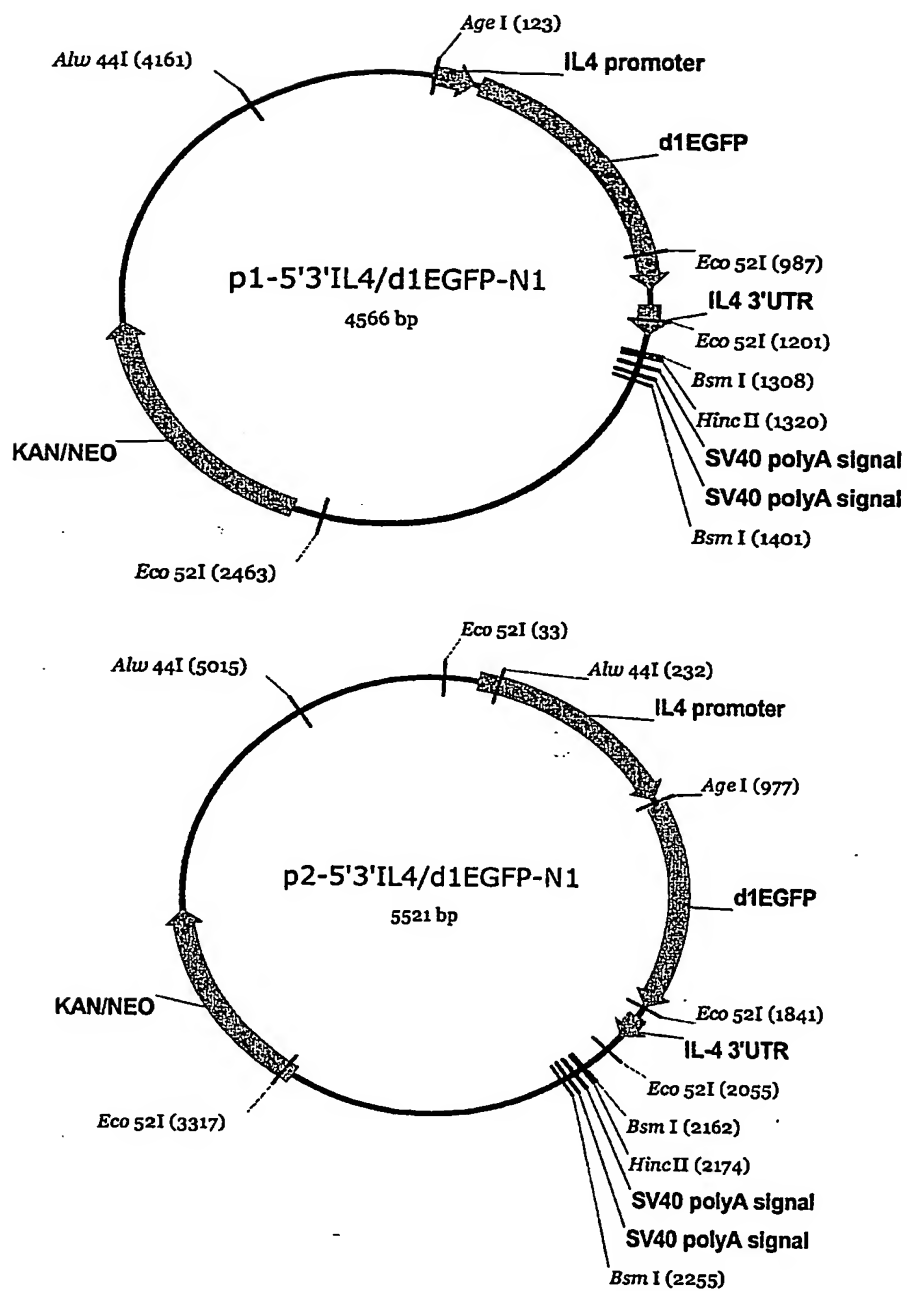 Age I (123)
Alw 44I (4161)
IL4 promoter
d1EGFP
Eco 52I (987)
p1-5'3'IL4/d1EGFP-N1
4566 bp
IL4 3'UTR
Eco 52I (1201)
Bsm I (1308)
Hinc II (1320)
KAN/NEO
SV40 polyA signal
SV40 polyA signal
Bsm I (1401)
Eco 52I (2463)
Eco 52I (33)
Alw 44I (5015)
Alw 44I (232)
IL4 promoter
Age I (977)
p2-5'3'IL4/d1EGFP-N1
5521 bp
d1EGFP
KAN/NEO
Eco 52I (1841)
IL-4 3'UTR
Eco 52I (2055)
Eco 52I (3317)
Bsm I (2162)
Hinc II (2174)
SV40 polyA signal
SV40 polyA signal
Bsm I (2255)